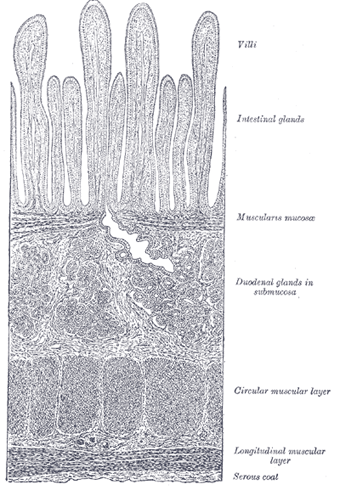 Villi
Intestinal glands
Muscularis mucosæ
Duodenal glands in
submucosa
Circular muscular layer
Longitudinal muscular
layer
Serous coat